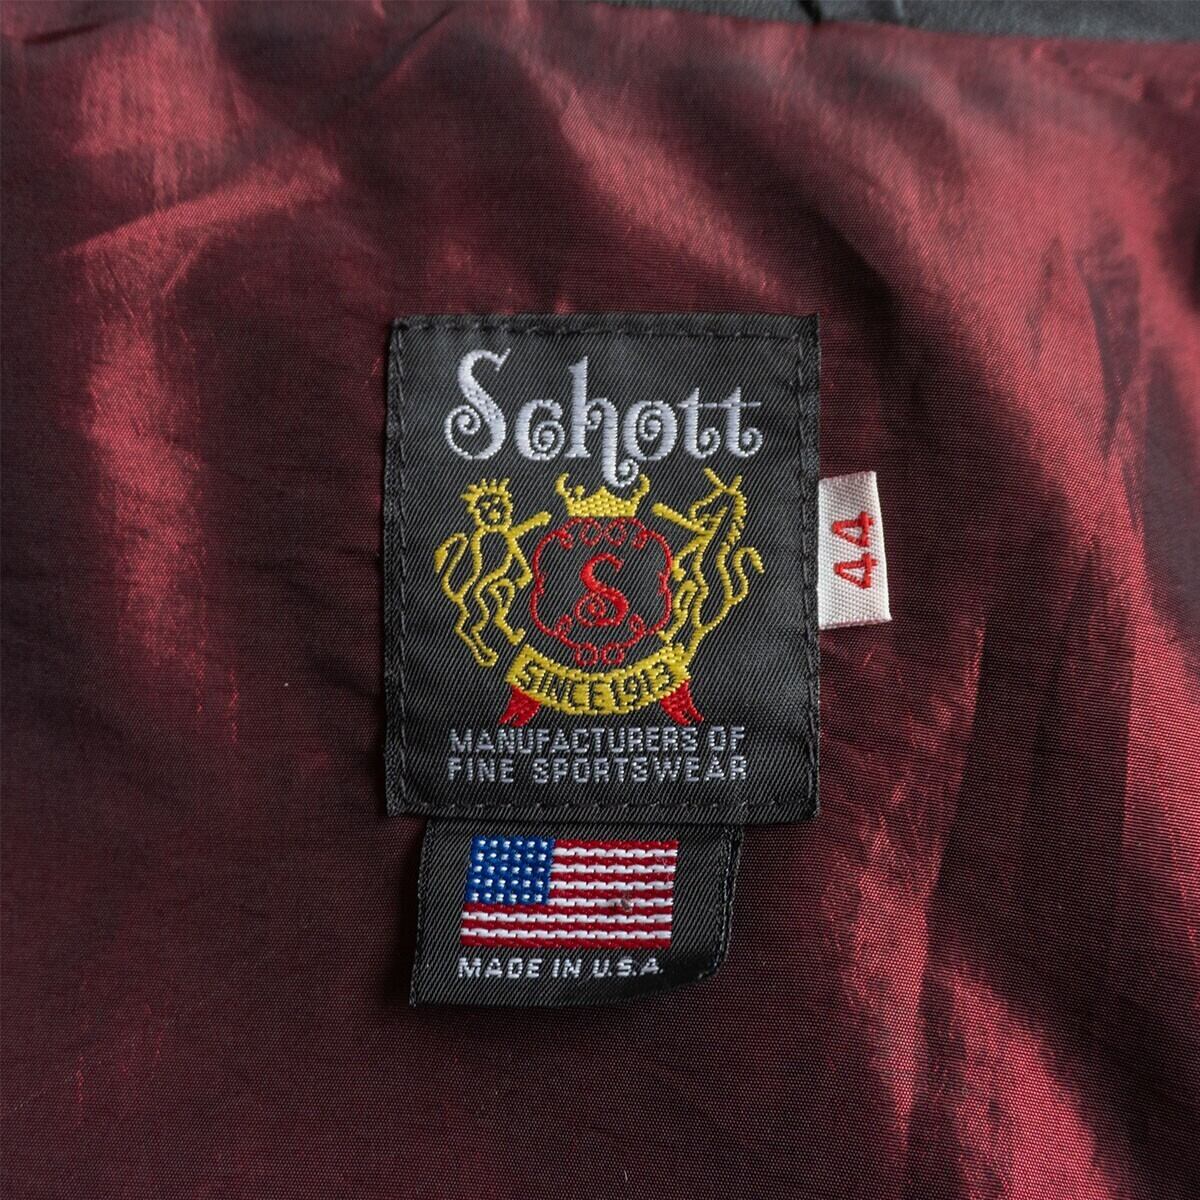 Schott
S
SINCE 1913
MANUFACTURERS OF
FINE SPORTSWEAR
44
MADE IN U.S.A.